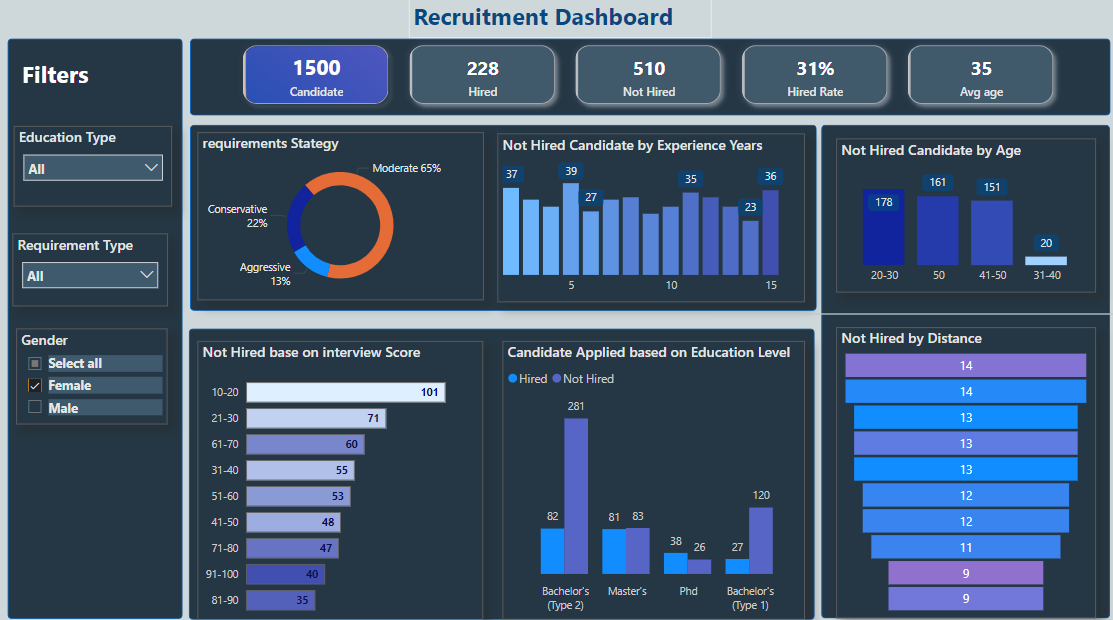 Recruitment Dashboard
Filters
Education Type
All
Requirement Type
All
Gender
Select all
Female
Male
1500
Candidate
228
Hired
510
Not Hired
31%
Hired Rate
35
Avg age
requirements Stategy
Moderate 65%
Conservative
22%
Aggressive
13%
Not Hired Candidate by Experience Years
37
39
27
35
23
36
5
10
15
Not Hired Candidate by Age
178
161
151
20
20-30
50
41-50
31-40
Not Hired base on interview Score
10-20
101
21-30
71
61-70
60
31-40
55
51-60
53
41-50
48
71-80
47
91-100
40
81-90
35
Candidate Applied based on Education Level
Hired
Not Hired
82
281
81
83
38
26
27
120
Bachelor's
(Type 2)
Master's
Phd
Bachelor's
(Type 1)
Not Hired by Distance
14
14
13
13
13
12
12
11
9
9